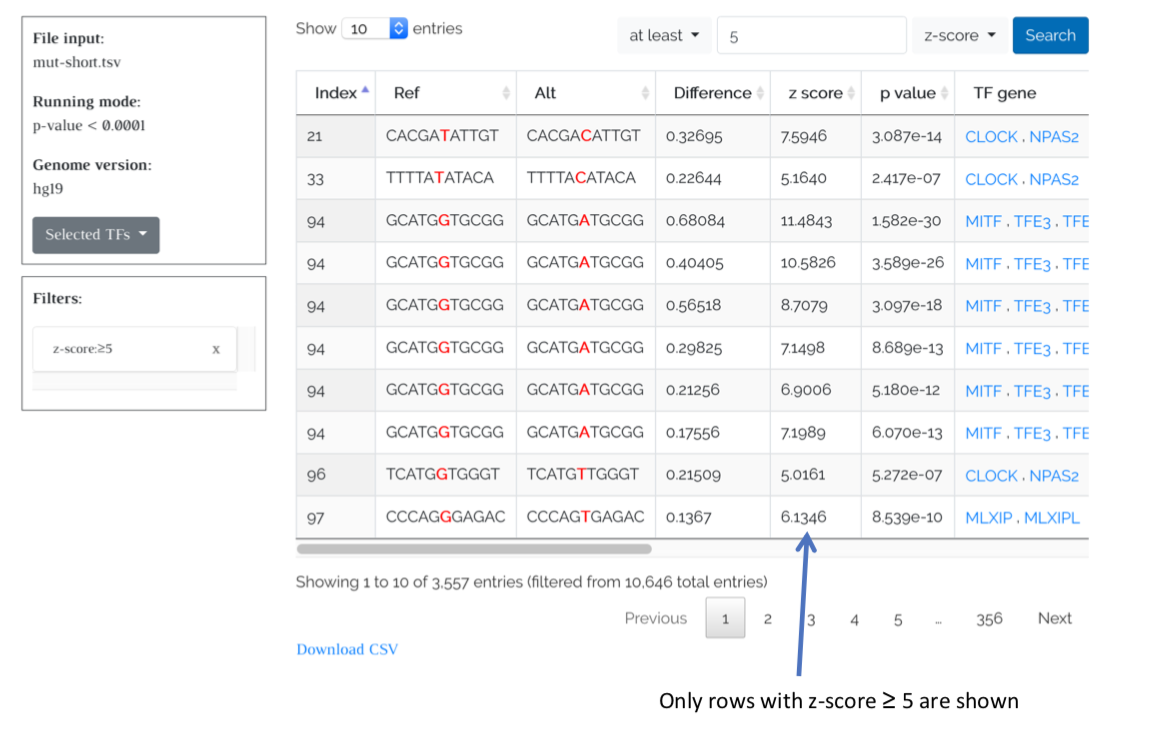 File input:
mut-short.tsv
Running mode:
p-value < 0.0001
Genome version:
hg19
Selected TFs
Filters:
z-score:≥5 x
Show 10 entries at least 5 z-score Search
Index Ref Alt Difference z score p value TF gene
21 CACGATATTGT CACGACATTGT 0.32695 7.5946 3.087e-14 CLOCK , NPAS2
33 TTTTATATACA TTTTACATACA 0.22644 5.1640 2.417e-07 CLOCK , NPAS2
94 GCATGGTGCGG GCATGATGCGG 0.68084 11.4843 1.582e-30 MITF , TFE3 , TFE
94 GCATGGTGCGG GCATGATGCGG 0.40405 10.5826 3.589e-26 MITF , TFE3 , TFE
94 GCATGGTGCGG GCATGATGCGG 0.56518 8.7079 3.097e-18 MITF , TFE3 , TFE
94 GCATGGTGCGG GCATGATGCGG 0.29825 7.1498 8.689e-13 MITF , TFE3 , TFE
94 GCATGGTGCGG GCATGATGCGG 0.21256 6.9006 5.180e-12 MITF , TFE3 , TFE
94 GCATGGTGCGG GCATGATGCGG 0.17556 7.1989 6.070e-13 MITF , TFE3 , TFE
96 TCATGGTGGGT TCATGTTGGGT 0.21509 5.0161 5.272e-07 CLOCK , NPAS2
97 CCCAGGGAGAC CCCAGTGAGAC 0.1367 6.1346 8.539e-10 MLXIP , MLXIPL
Showing 1 to 10 of 3,557 entries (filtered from 10,646 total entries)
Previous 1 2 3 4 5 … 356 Next
Download CSV
Only rows with z-score ≥ 5 are shown